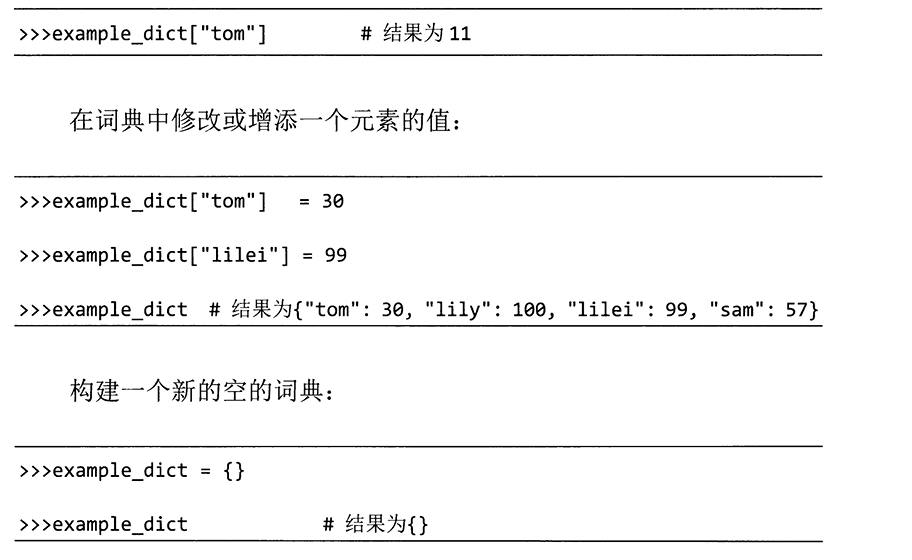 >>>example_dict["tom"] # 结果为 11
在词典中修改或增添一个元素的值：
>>>example_dict["tom"] = 30
>>>example_dict["lilei"] = 99
>>>example_dict # 结果为{"tom": 30, "lily": 100, "lilei": 99, "sam": 57}
构建一个新的空的词典：
>>>example_dict = {}
>>>example_dict # 结果为{}